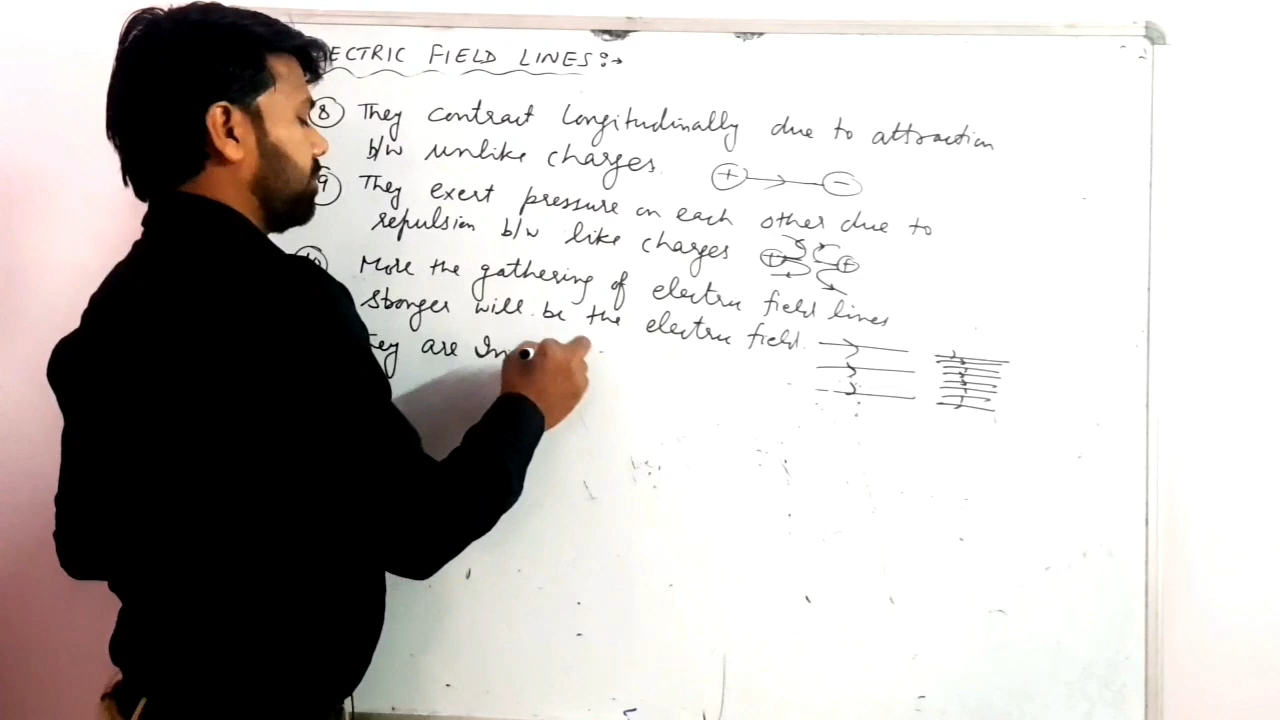 ECTRIC FIELD LINES:→
8 They contract longitudinally due to attraction
b/w unlike charges. + -
9 They exert pressure on each other due to
repulsion b/w like charges + +
10 More the gathering of electric field lines
stronger will be the electric field.
ey are In